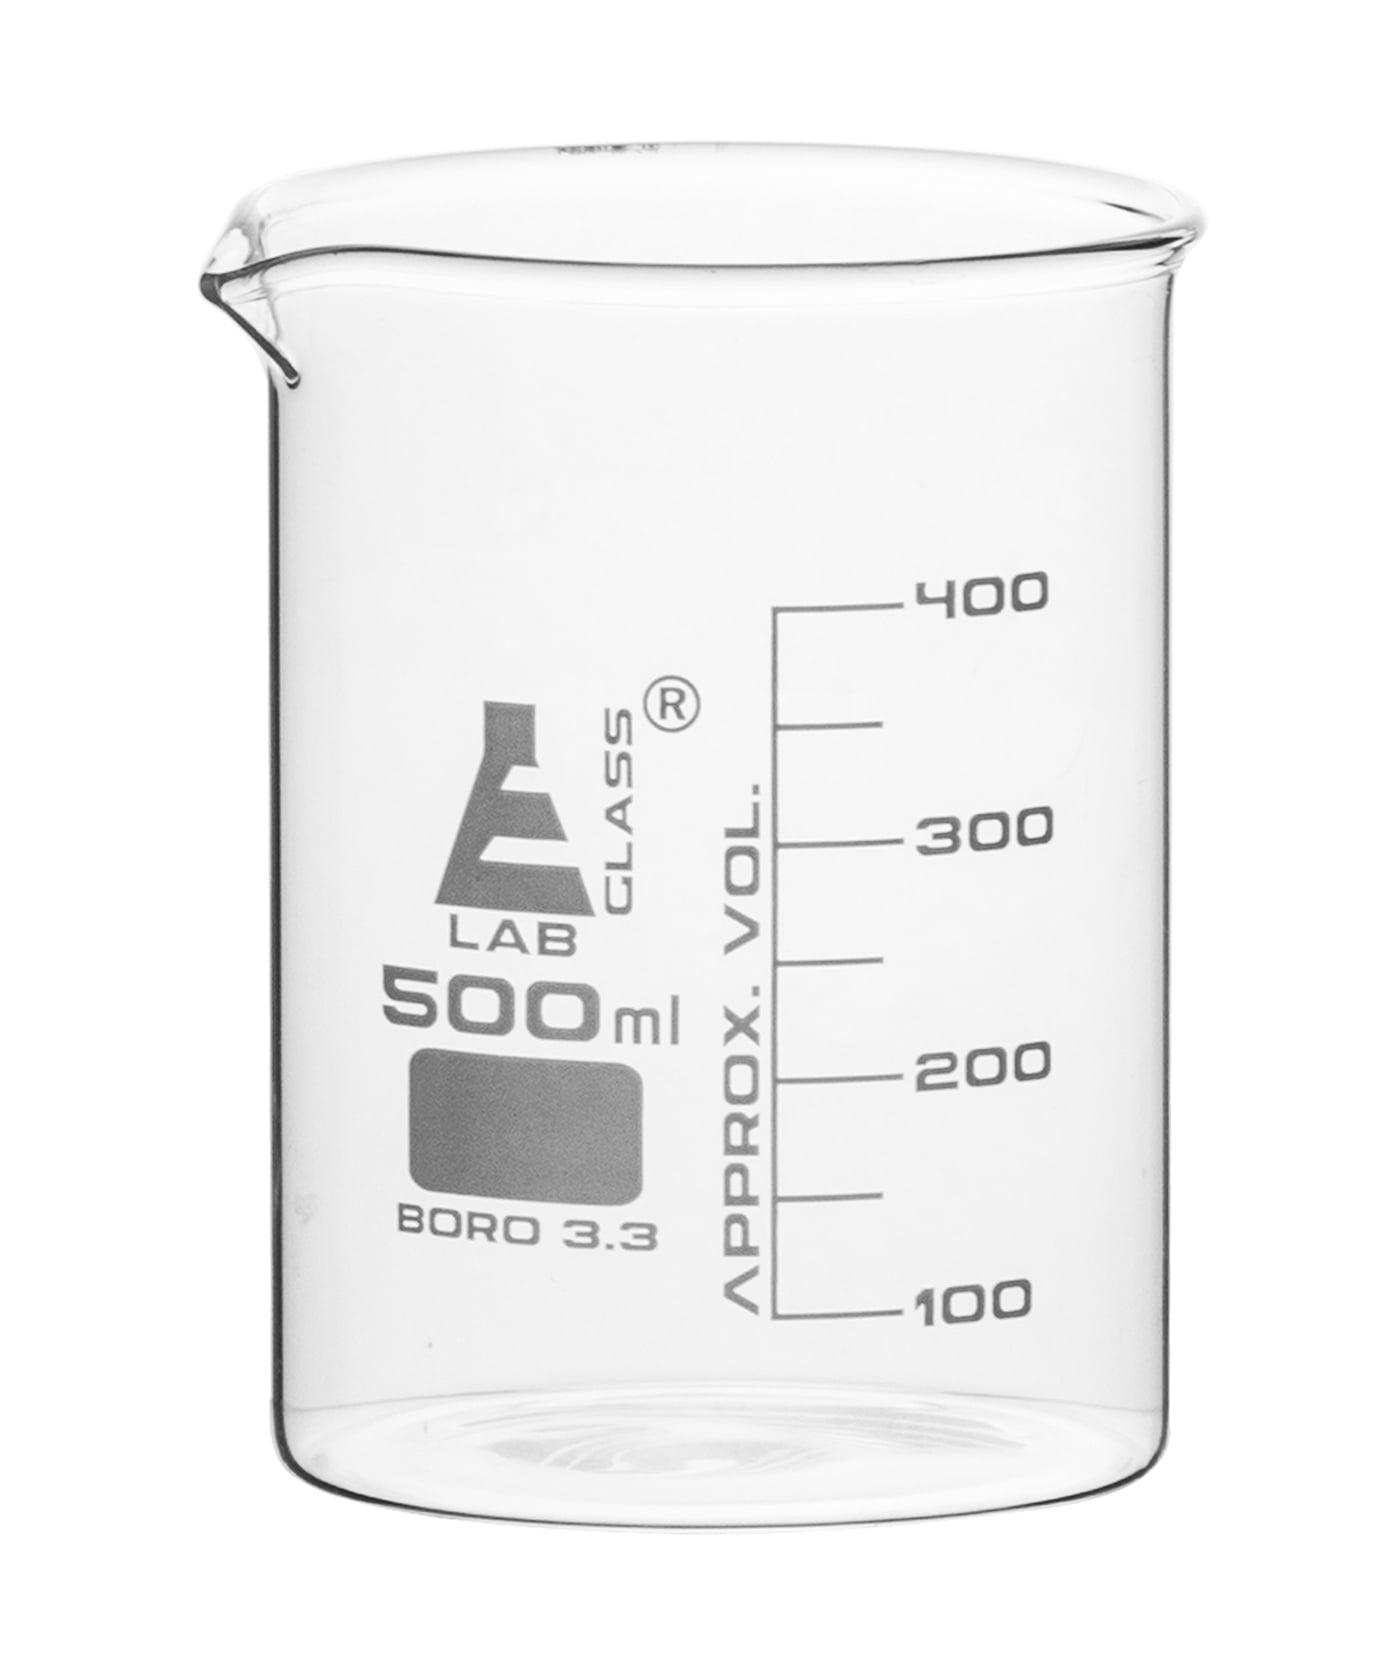 GLASS ®
LAB
500ml
BORO 3.3
APPROX. VOL.
400
300
200
100